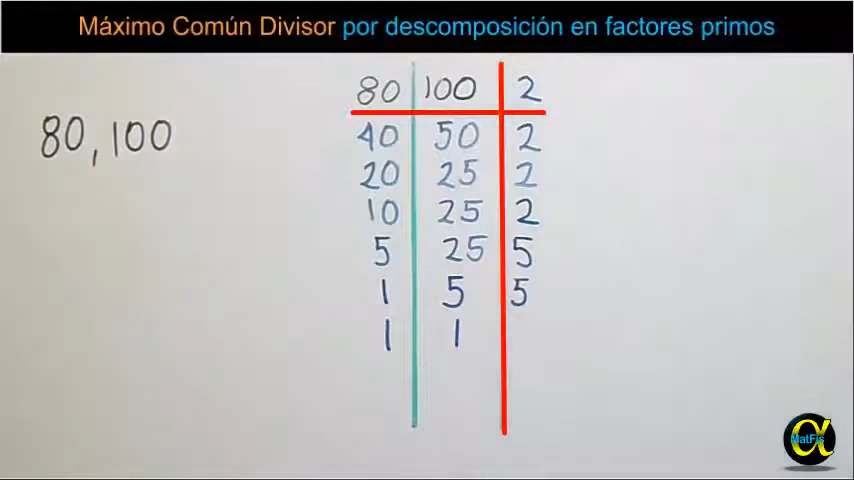 Máximo Común Divisor por descomposición en factores primos
80, 100
80 100 2
40 50 2
20 25 2
10 25 2
5 25 5
1 5 5
1 1
MatFis